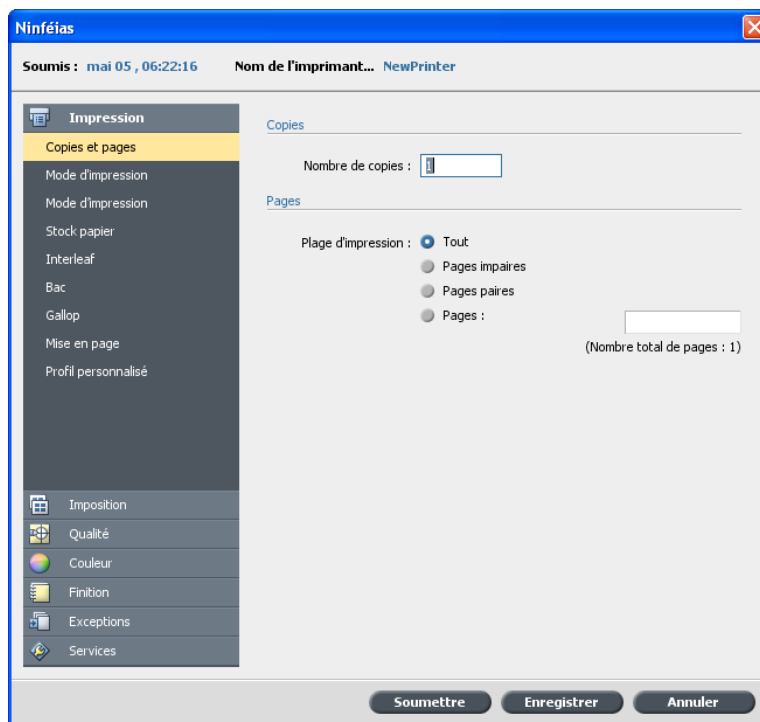 Ninféias
Soumis : mai 05 , 06:22:16 Nom de l'imprimant... NewPrinter
Impression
Copies et pages
Mode d'impression
Mode d'impression
Stock papier
Interleaf
Bac
Gallop
Mise en page
Profil personnalisé
Imposition
Qualité
Couleur
Finition
Exceptions
Services
Copies
Nombre de copies : 1
Pages
Plage d'impression : Tout
Pages impaires
Pages paires
Pages :
(Nombre total de pages : 1)
Soumettre Enregistrer Annuler